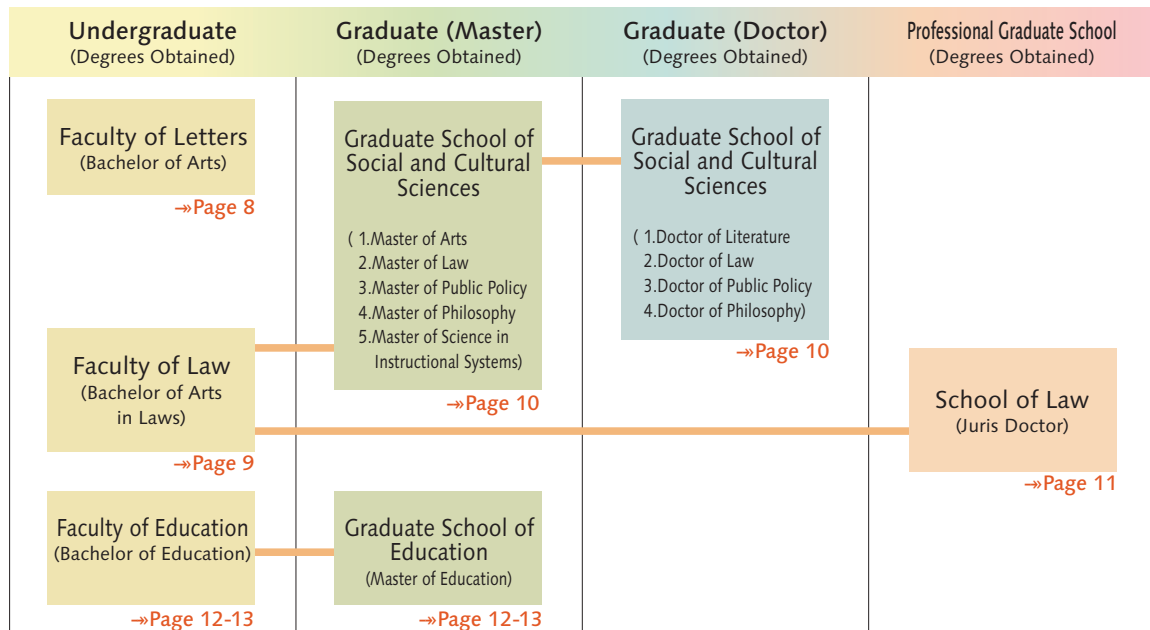 Undergraduate
(Degrees Obtained)
Graduate (Master)
(Degrees Obtained)
Graduate (Doctor)
(Degrees Obtained)
Professional Graduate School
(Degrees Obtained)
Faculty of Letters
(Bachelor of Arts)
→Page 8
Graduate School of
Social and Cultural
Sciences
( 1.Master of Arts
2.Master of Law
3.Master of Public Policy
4.Master of Philosophy
5.Master of Science in
Instructional Systems)
→Page 10
Graduate School of
Social and Cultural
Sciences
( 1.Doctor of Literature
2.Doctor of Law
3.Doctor of Public Policy
4.Doctor of Philosophy)
→Page 10
Faculty of Law
(Bachelor of Arts
in Laws)
→Page 9
School of Law
(Juris Doctor)
→Page 11
Faculty of Education
(Bachelor of Education)
→Page 12-13
Graduate School of
Education
(Master of Education)
→Page 12-13